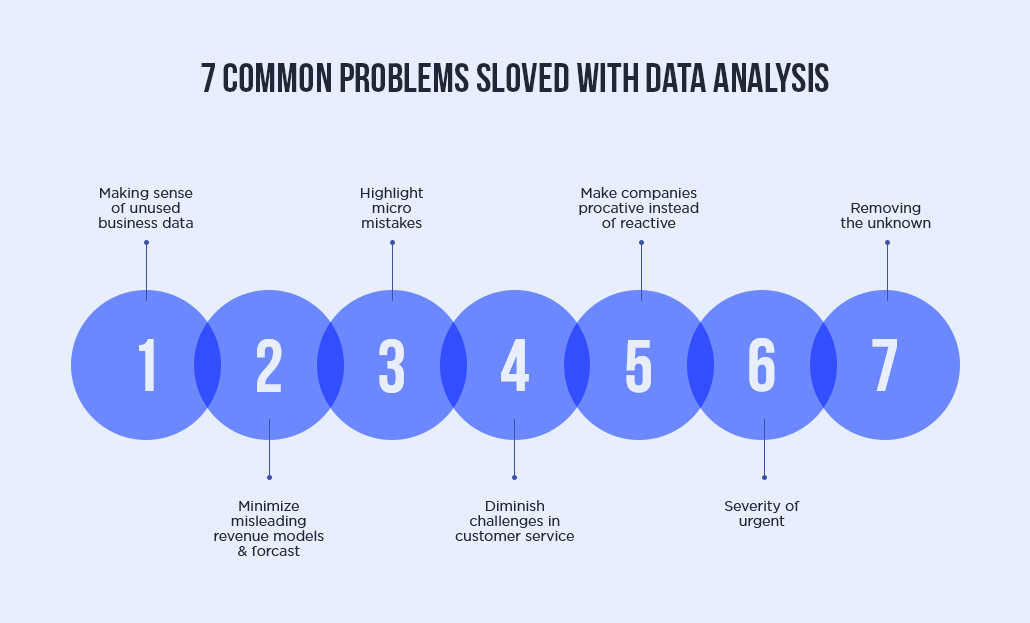 7 COMMON PROBLEMS SLOVED WITH DATA ANALYSIS
Making sense
of unused
business data
Highlight
micro
mistakes
Make companies
procative instead
of reactive
Removing
the unknown
1
2
3
4
5
6
7
Minimize
misleading
revenue models
& forcast
Diminish
challenges in
customer service
Severity of
urgent